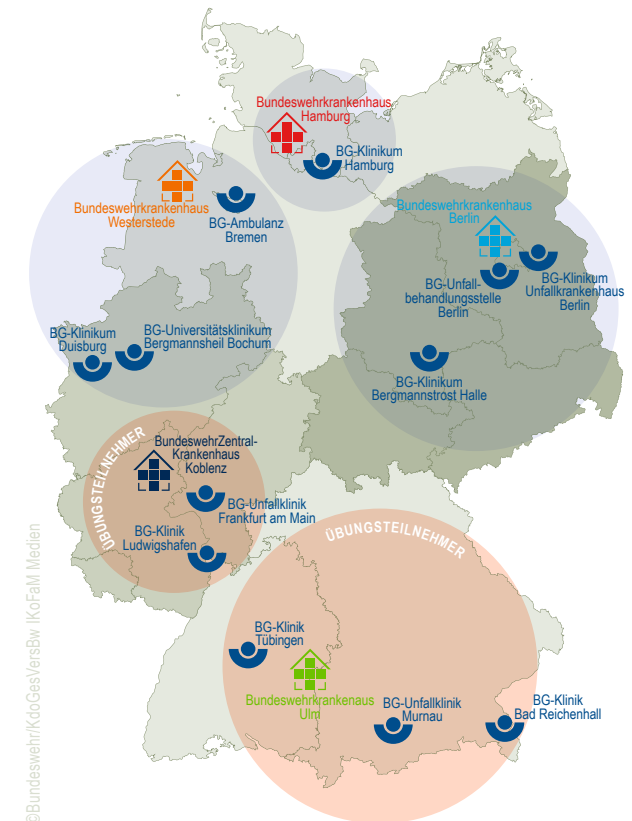 Bundeswehrkrankenhaus
Hamburg
BG-Klinikum
Hamburg
Bundeswehrkrankenhaus
Westerstede
BG-Ambulanz
Bremen
Bundeswehrkrankenhaus
Berlin
BG-Unfall-
behandlungsstelle
Berlin
BG-Klinikum
Unfallkrankenhaus
Berlin
BG-Klinikum
Duisburg
BG-Universitätsklinikum
Bergmannsheil Bochum
BG-Klinikum
Bergmannstrost Halle
ÜBUNGSTEILNEHMER
BundeswehrZentral-
Krankenhaus
Koblenz
BG-Unfallklinik
Frankfurt am Main
BG-Klinik
Ludwigshafen
ÜBUNGSTEILNEHMER
BG-Klinik
Tübingen
Bundeswehrkrankenaus
Ulm
BG-Unfallklinik
Murnau
BG-Klinik
Bad Reichenhall
©Bundeswehr/KdoGesVersBw IKoFaM Medien